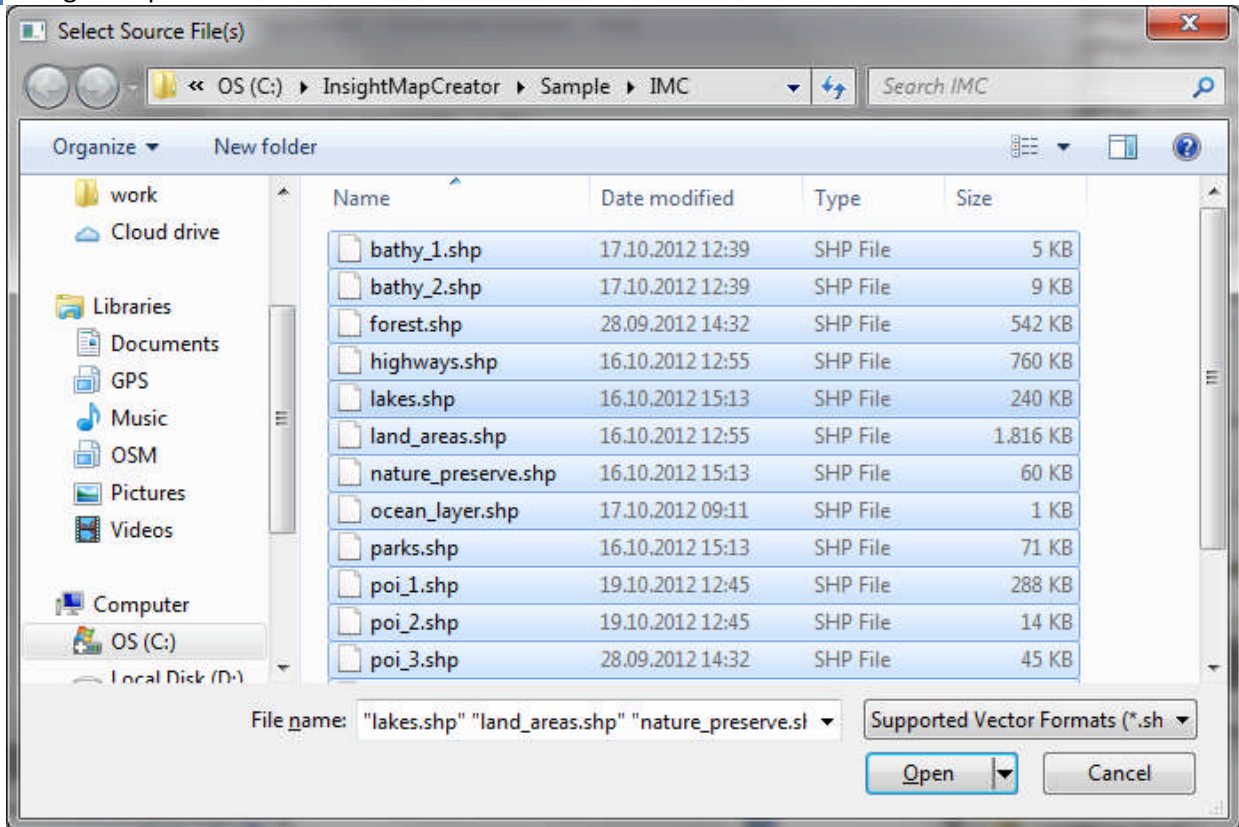 Select Source File(s)
« OS (C:) InsightMapCreator Sample IMC Search IMC
Organize New folder
work
Cloud drive
Libraries
Documents
GPS
Music
OSM
Pictures
Videos
Computer
OS (C:)
Local Disk (D:)
Name Date modified Type Size
bathy_1.shp 17.10.2012 12:39 SHP File 5 KB
bathy_2.shp 17.10.2012 12:39 SHP File 9 KB
forest.shp 28.09.2012 14:32 SHP File 542 KB
highways.shp 16.10.2012 12:55 SHP File 760 KB
lakes.shp 16.10.2012 15:13 SHP File 240 KB
land_areas.shp 16.10.2012 12:55 SHP File 1.816 KB
nature_preserve.shp 16.10.2012 15:13 SHP File 60 KB
ocean_layer.shp 17.10.2012 09:11 SHP File 1 KB
parks.shp 16.10.2012 15:13 SHP File 71 KB
poi_1.shp 19.10.2012 12:45 SHP File 288 KB
poi_2.shp 19.10.2012 12:45 SHP File 14 KB
poi_3.shp 28.09.2012 14:32 SHP File 45 KB
File name: "lakes.shp" "land_areas.shp" "nature_preserve.sh Supported Vector Formats (*.sh
Open Cancel